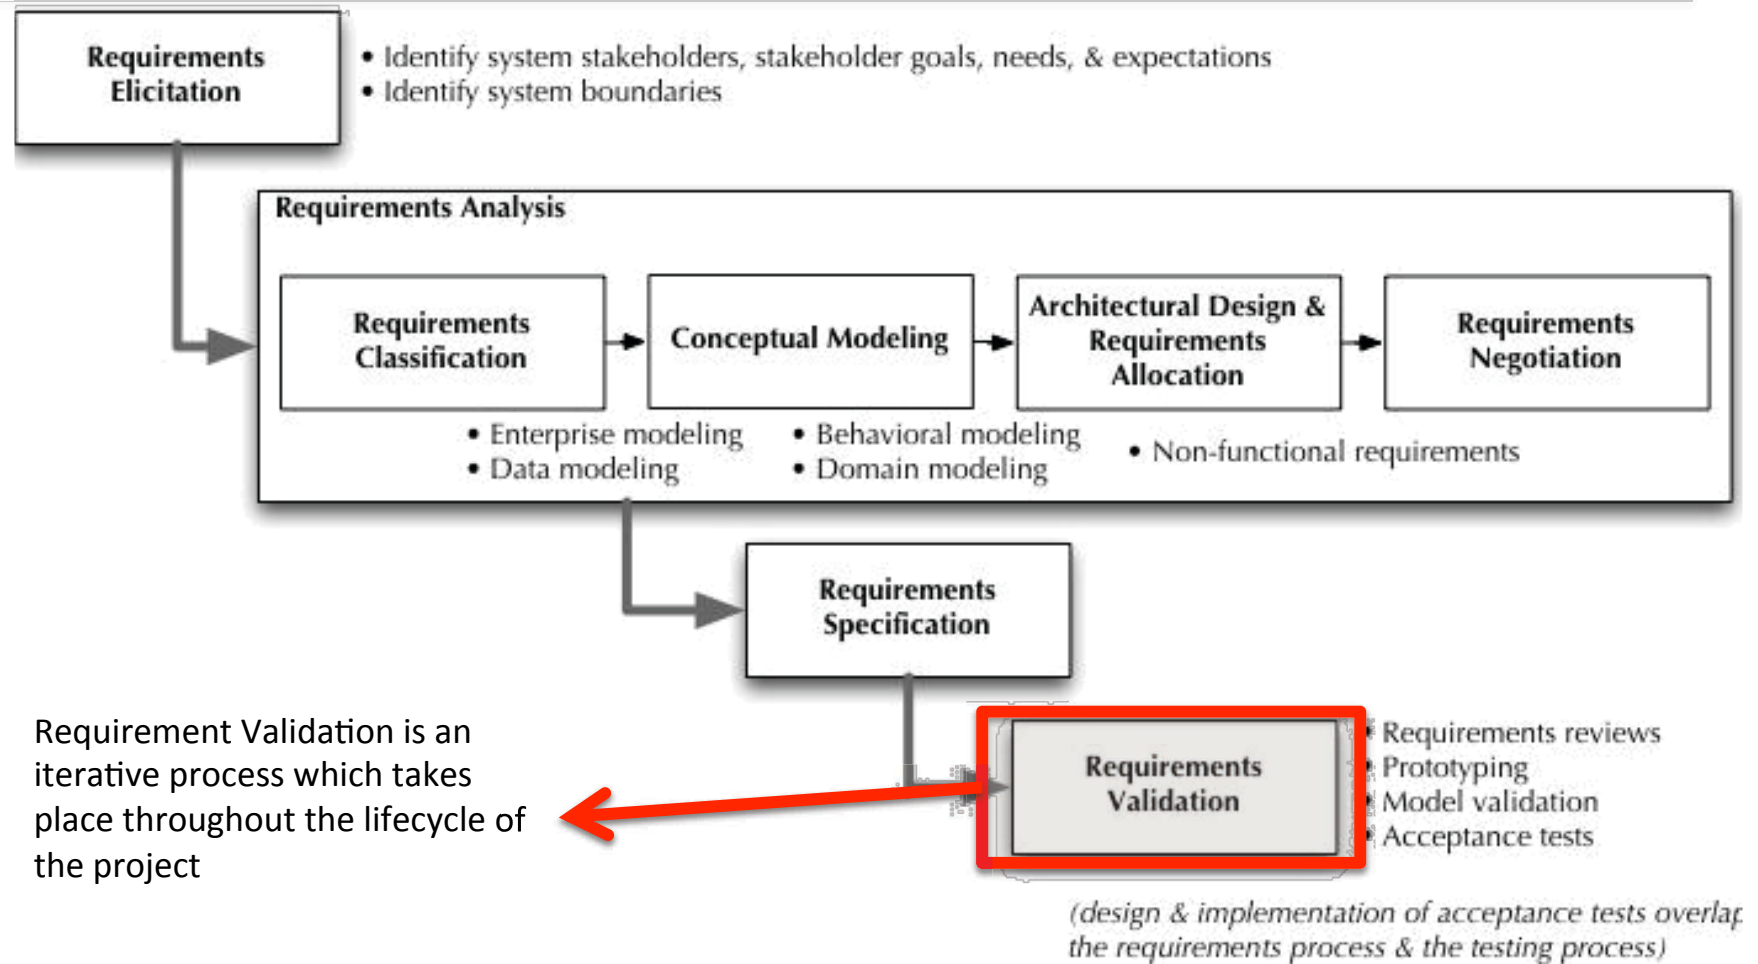 Requirements
Elicitation
• Identify system stakeholders, stakeholder goals, needs, & expectations
• Identify system boundaries
Requirements Analysis
Requirements
Classification
Conceptual Modeling
Architectural Design &
Requirements
Allocation
Requirements
Negotiation
• Enterprise modeling
• Data modeling
• Behavioral modeling
• Domain modeling
• Non-functional requirements
Requirements
Specification
Requirement Validation is an
iterative process which takes
place throughout the lifecycle of
the project
Requirements
Validation
• Requirements reviews
• Prototyping
• Model validation
• Acceptance tests
(design & implementation of acceptance tests overlap
the requirements process & the testing process)